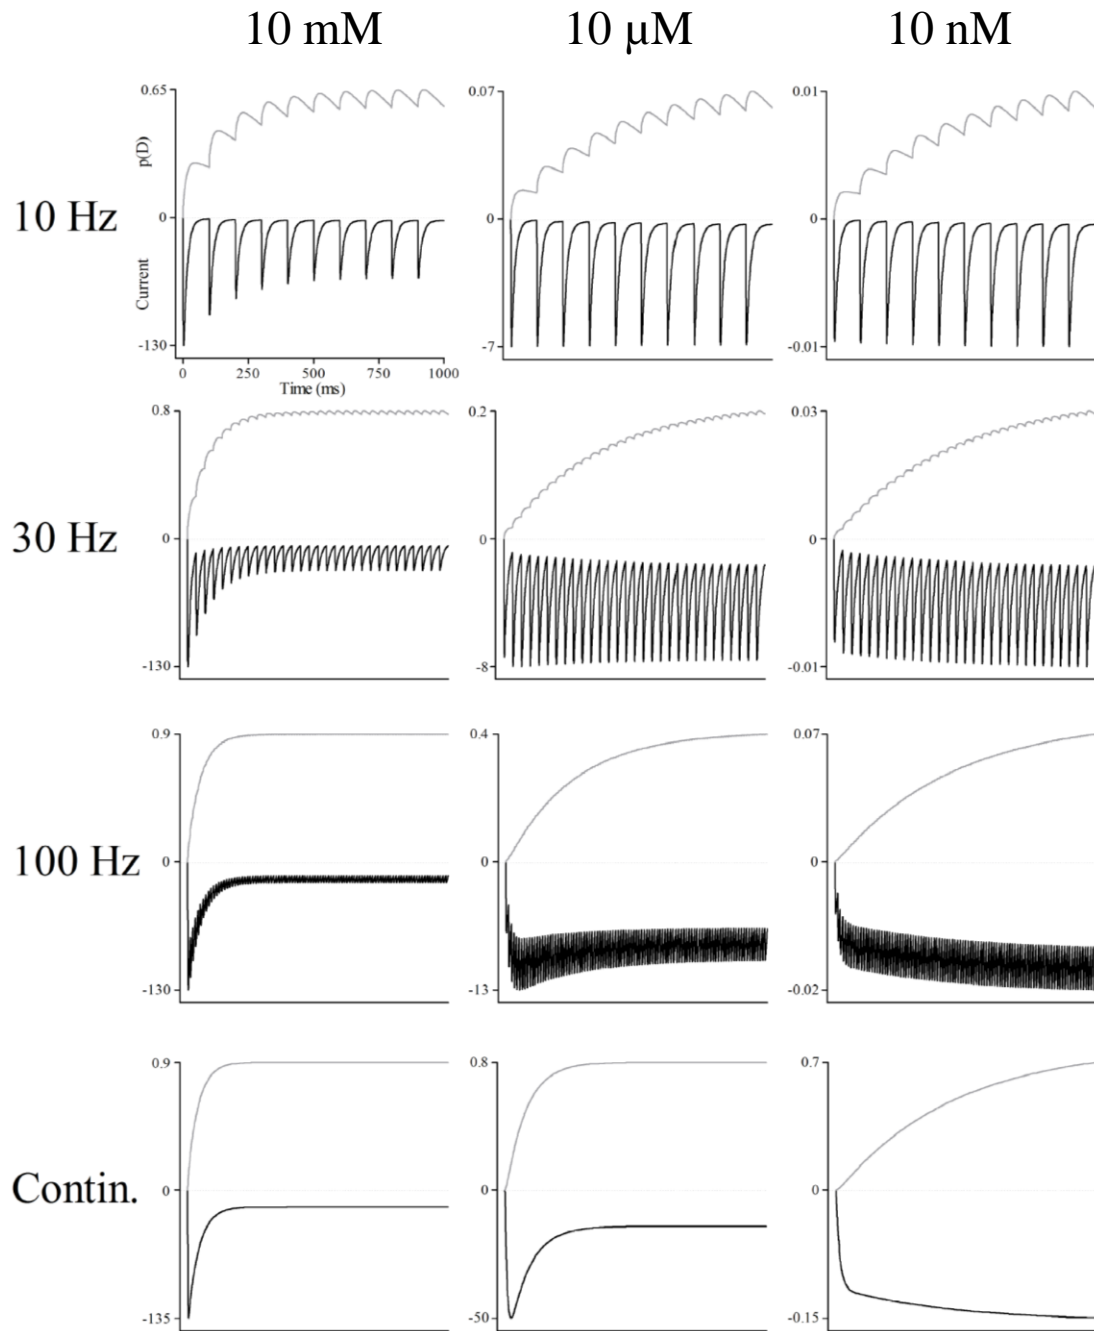 10 mM 10 μM 10 nM
0.65 0.07 0.01
p(D)
10 Hz 0 0 0
Current
-130 -7 -0.01
0 250 500 750 1000
Time (ms)
0.8 0.2 0.03
30 Hz 0 0 0
-130 -8 -0.01
0.9 0.4 0.07
100 Hz 0 0 0
-130 -13 -0.02
0.9 0.8 0.7
Contin. 0 0 0
-135 -50 -0.15